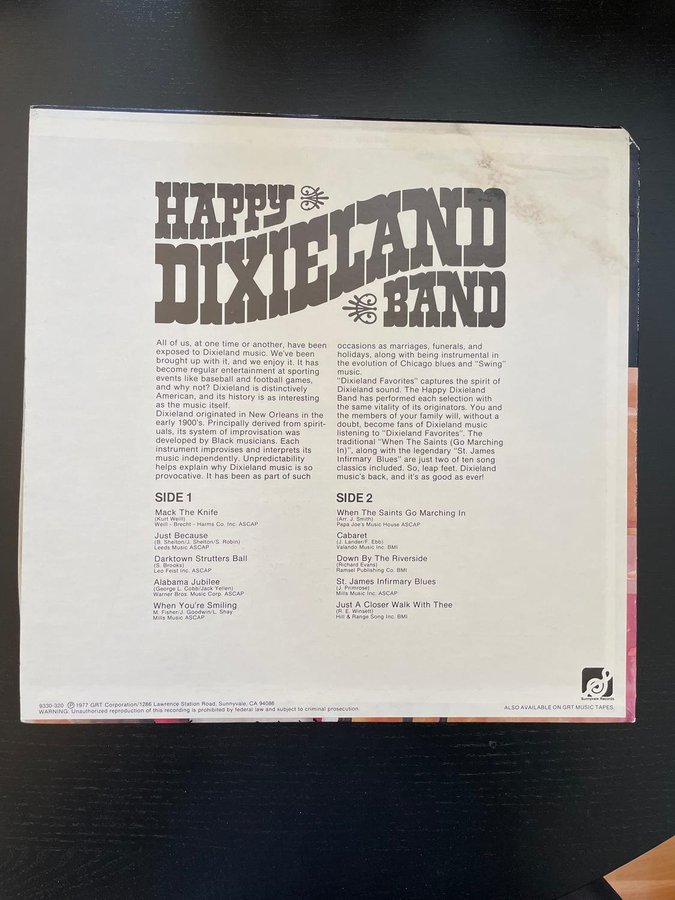 HAPPY
DIXIELAND
BAND
All of us, at one time or another, have been
exposed to Dixieland music. We've been
brought up with it, and we enjoy it. It has
become regular entertainment at sporting
events like baseball and football games,
and why not? Dixieland is distinctively
American, and its history is as interesting
as the music itself.
Dixieland originated in New Orleans in the
early 1900's. Principally derived from spirit-
uals, its system of improvisation was
developed by Black musicians. Each
instrument improvises and interprets its
music independently. Unpredictability
helps explain why Dixieland music is so
provocative. It has been as part of such
occasions as marriages, funerals, and
holidays, along with being instrumental in
the evolution of Chicago blues and "Swing"
music.
"Dixieland Favorites" captures the spirit of
Dixieland sound. The Happy Dixieland
Band has performed each selection with
the same vitality of its originators. You and
the members of your family will, without a
doubt, become fans of Dixieland music
listening to "Dixieland Favorites". The
traditional "When The Saints (Go Marching
In)", along with the legendary "St. James
Infirmary Blues" are just two of ten song
classics included. So, leap feet. Dixieland
music's back, and it's as good as ever!
SIDE 1
Mack The Knife
(Kurt Weill)
Weill - Brecht - Harms Co. Inc. ASCAP
Just Because
(B. Shelton/J. Shelton/S. Robin)
Leeds Music ASCAP
Darktown Strutters Ball
(S. Brooks)
Leo Feist Inc. ASCAP
Alabama Jubilee
(George L. Cobb/Jack Yellen)
Warner Bros. Music Corp. ASCAP
When You're Smiling
M. Fisher/J. Goodwin/L. Shay
Mills Music ASCAP
SIDE 2
When The Saints Go Marching In
(Arr. J. Smith)
Papa Joe's Music House ASCAP
Cabaret
(J. Lander/F. Ebb)
Valando Music Inc. BMI
Down By The Riverside
(Richard Evans)
Ramsel Publishing Co. BMI
St. James Infirmary Blues
(J. Primrose)
Mills Music Inc. ASCAP
Just A Closer Walk With Thee
(R. E. Winsett)
Hill & Range Song Inc. BMI
Sunnyvale Records
9330-320 Ⓟ 1977 GRT Corporation/1286 Lawrence Station Road, Sunnyvale, CA 94086
WARNING: Unauthorized reproduction of this recording is prohibited by federal law and subject to criminal prosecution.
ALSO AVAILABLE ON GRT MUSIC TAPES.